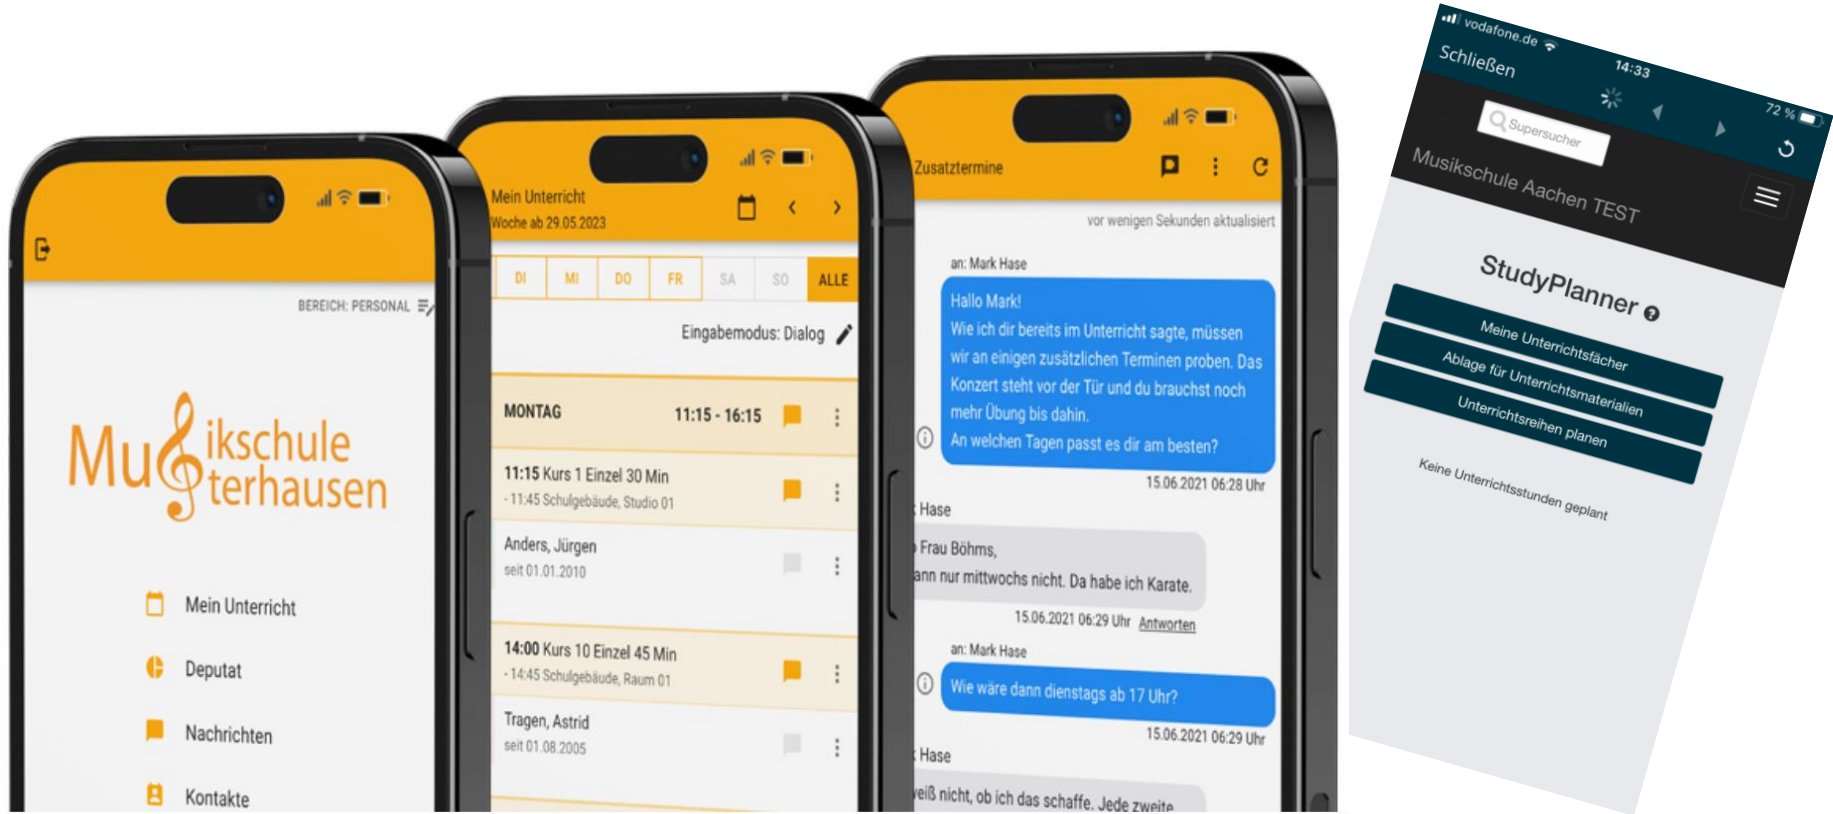 BEREICH: PERSONAL
Musikschule
Musterhausen
Mein Unterricht
Deputat
Nachrichten
Kontakte
Mein Unterricht
Woche ab 29.05.2023
DI MI DO FR SA SO ALLE
Eingabemodus: Dialog
MONTAG 11:15 - 16:15
11:15 Kurs 1 Einzel 30 Min
- 11:45 Schulgebäude, Studio 01
Anders, Jürgen
seit 01.01.2010
14:00 Kurs 10 Einzel 45 Min
- 14:45 Schulgebäude, Raum 01
Tragen, Astrid
seit 01.08.2005
Zusatztermine
vor wenigen Sekunden aktualisiert
an: Mark Hase
Hallo Mark!
Wie ich dir bereits im Unterricht sagte, müssen
wir an einigen zusätzlichen Terminen proben. Das
Konzert steht vor der Tür und du brauchst noch
mehr Übung bis dahin.
An welchen Tagen passt es dir am besten?
15.06.2021 06:28 Uhr
Hase
Frau Böhms,
nur mittwochs nicht. Da habe ich Karate.
15.06.2021 06:29 Uhr Antworten
an: Mark Hase
Wie wäre dann dienstags ab 17 Uhr?
15.06.2021 06:29 Uhr
Hase
nicht, ob ich das schaffe. Jede zweite
vodafone.de
14:33
72 %
Schließen
Supersucher
Musikschule Aachen TEST
StudyPlanner
Meine Unterrichtsfächer
Ablage für Unterrichtsmaterialien
Unterrichtsreihen planen
Keine Unterrichtsstunden geplant